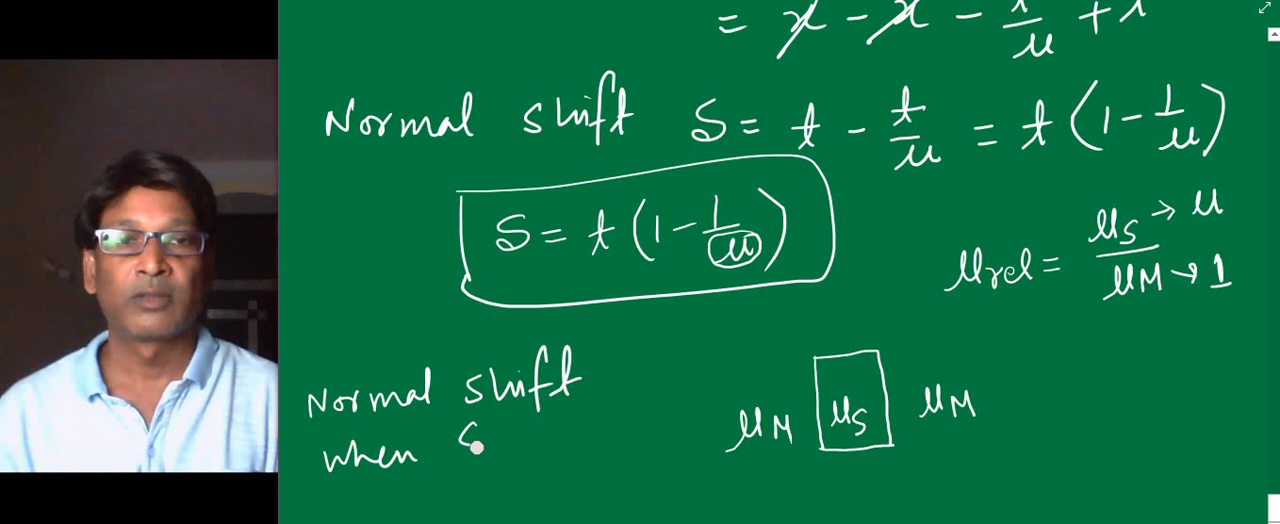 = x - x - t/μ + t
Normal shift S = t - t/μ = t(1 - 1/μ)
S = t(1 - 1/μ)
μrel = μS → μ / μM → 1
Normal shift
when S
μM μS μM